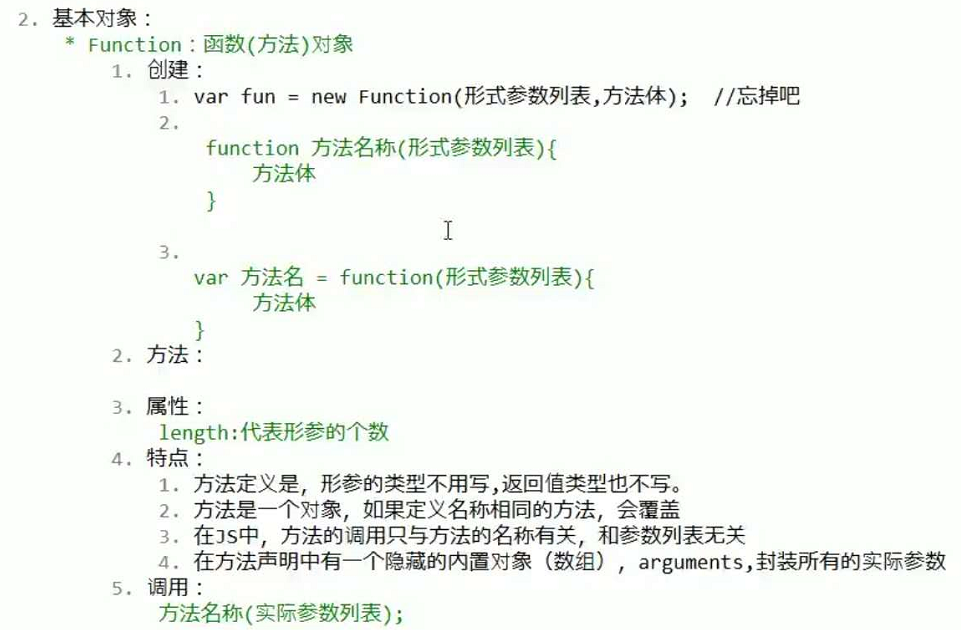 2. 基本对象：
* Function：函数(方法)对象
1. 创建：
1. var fun = new Function(形式参数列表,方法体);  //忘掉吧
2.
function 方法名称(形式参数列表){
方法体
}
3.
var 方法名 = function(形式参数列表){
方法体
}
2. 方法：
3. 属性：
length:代表形参的个数
4. 特点：
1. 方法定义是，形参的类型不用写,返回值类型也不写。
2. 方法是一个对象，如果定义名称相同的方法，会覆盖
3. 在JS中，方法的调用只与方法的名称有关，和参数列表无关
4. 在方法声明中有一个隐藏的内置对象（数组），arguments,封装所有的实际参数
5. 调用：
方法名称(实际参数列表);